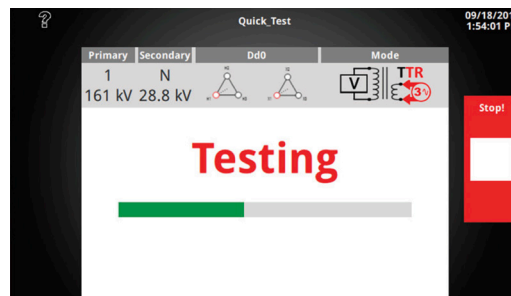 Quick_Test
09/18/201
1:54:01 P
Primary Secondary Dd0 Mode
1 N
161 kV 28.8 kV
V TTR
3
Stop!
Testing